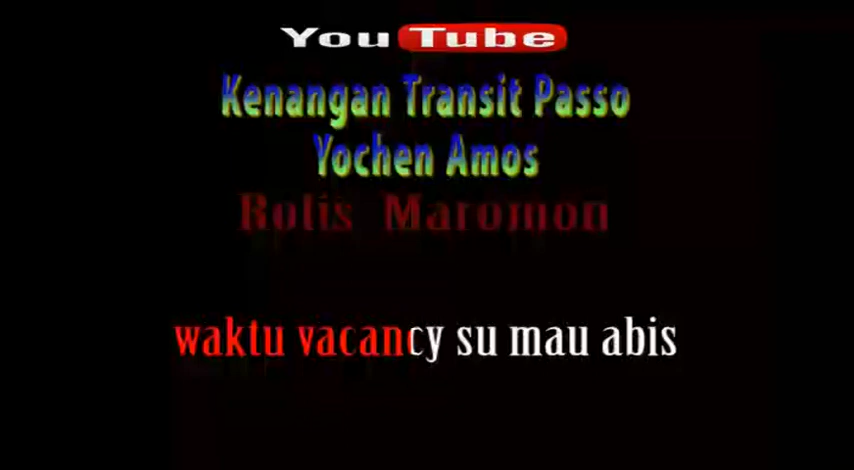 YouTube
Kenangan Transit Passo
Yochen Amos
Rolis Maromon
waktu vacancy su mau abis